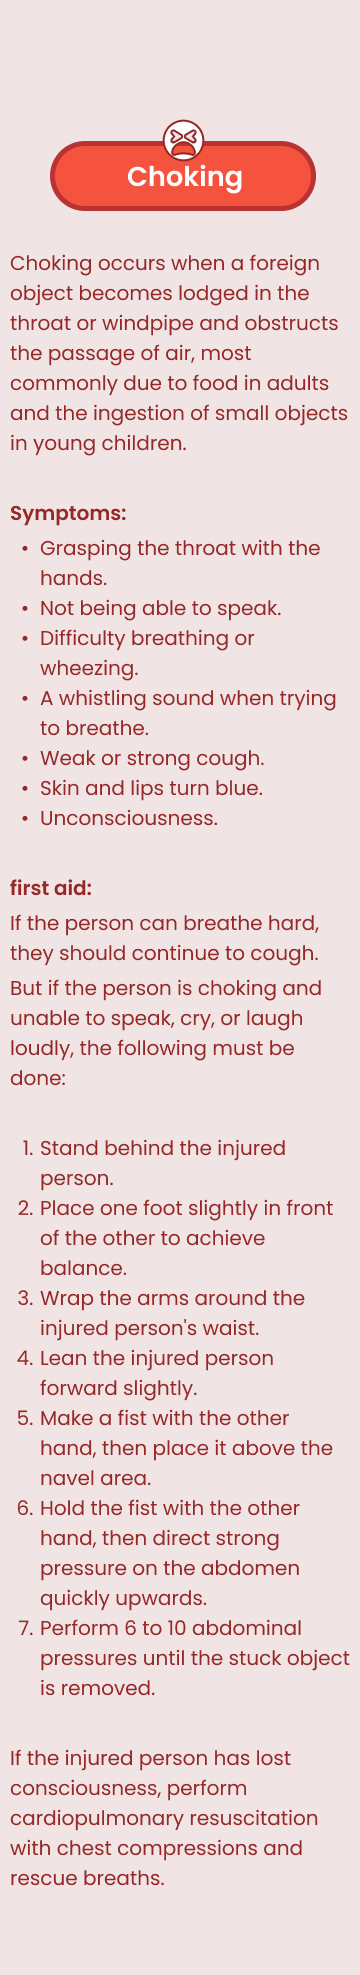 Choking
Choking occurs when a foreign
object becomes lodged in the
throat or windpipe and obstructs
the passage of air, most
commonly due to food in adults
and the ingestion of small objects
in young children.
Symptoms:
• Grasping the throat with the
hands.
• Not being able to speak.
• Difficulty breathing or
wheezing.
• A whistling sound when trying
to breathe.
• Weak or strong cough.
• Skin and lips turn blue.
• Unconsciousness.
first aid:
If the person can breathe hard,
they should continue to cough.
But if the person is choking and
unable to speak, cry, or laugh
loudly, the following must be
done:
1. Stand behind the injured
person.
2. Place one foot slightly in front
of the other to achieve
balance.
3. Wrap the arms around the
injured person's waist.
4. Lean the injured person
forward slightly.
5. Make a fist with the other
hand, then place it above the
navel area.
6. Hold the fist with the other
hand, then direct strong
pressure on the abdomen
quickly upwards.
7. Perform 6 to 10 abdominal
pressures until the stuck object
is removed.
If the injured person has lost
consciousness, perform
cardiopulmonary resuscitation
with chest compressions and
rescue breaths.